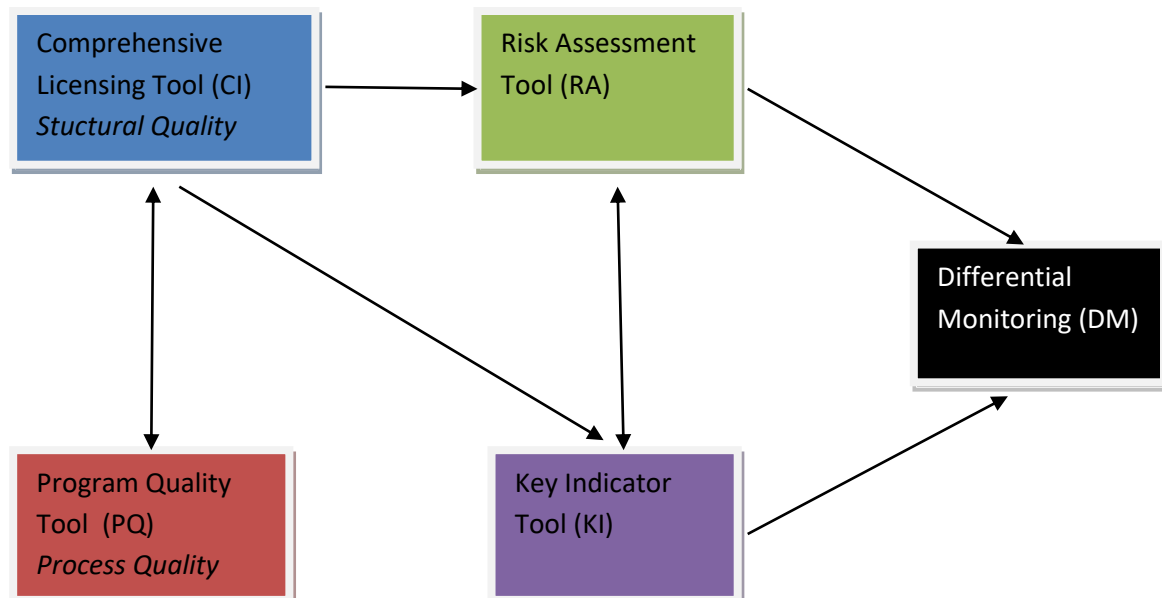 Comprehensive
Licensing Tool (CI)
Stuctural Quality
Risk Assessment
Tool (RA)
Differential
Monitoring (DM)
Program Quality
Tool  (PQ)
Process Quality
Key Indicator
Tool (KI)